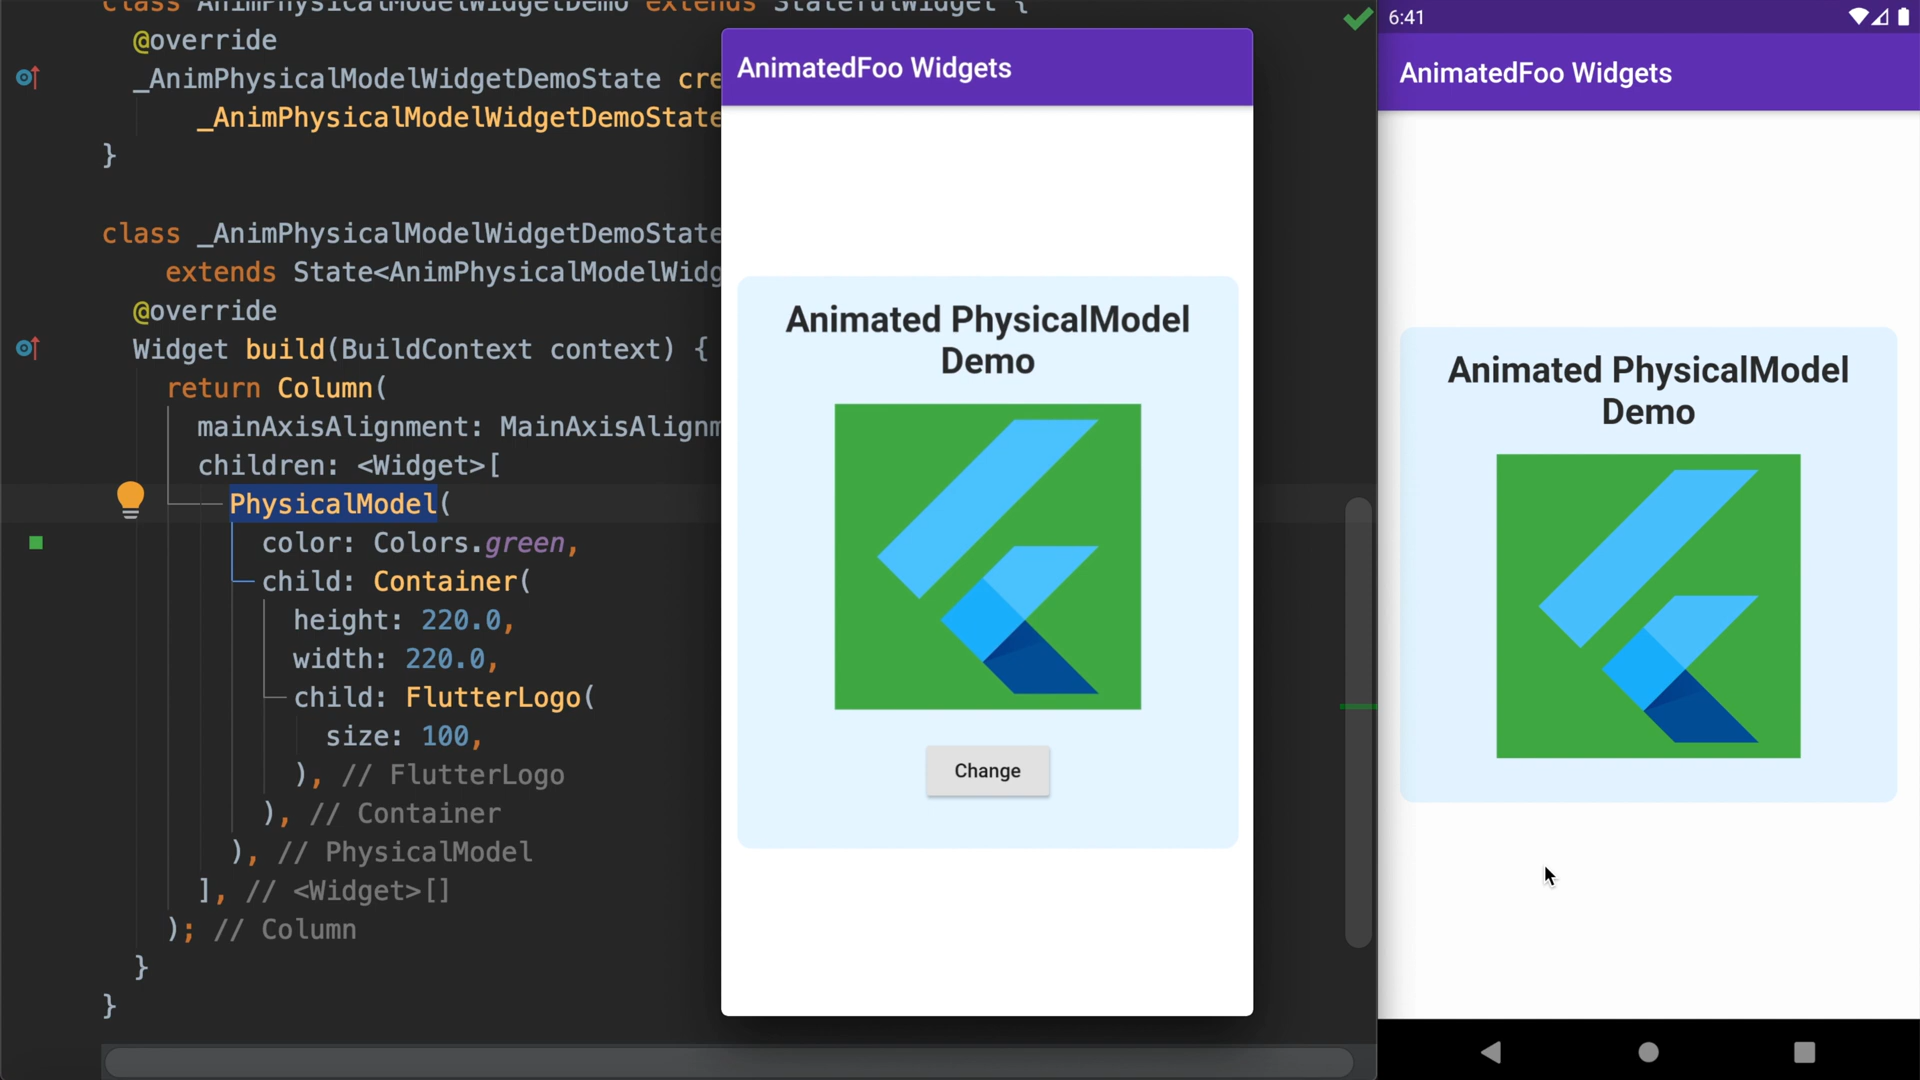 class AnimPhysicalModelWidgetDemo extends StatefulWidget {
@override
_AnimPhysicalModelWidgetDemoState cre
_AnimPhysicalModelWidgetDemoState
}
class _AnimPhysicalModelWidgetDemoState
extends State<AnimPhysicalModelWidg
@override
Widget build(BuildContext context) {
return Column(
mainAxisAlignment: MainAxisAlignm
children: <Widget>[
PhysicalModel(
color: Colors.green,
child: Container(
height: 220.0,
width: 220.0,
child: FlutterLogo(
size: 100,
), // FlutterLogo
), // Container
), // PhysicalModel
], // <Widget>[]
); // Column
}
}
AnimatedFoo Widgets
Animated PhysicalModel
Demo
Change
6:41
AnimatedFoo Widgets
Animated PhysicalModel
Demo